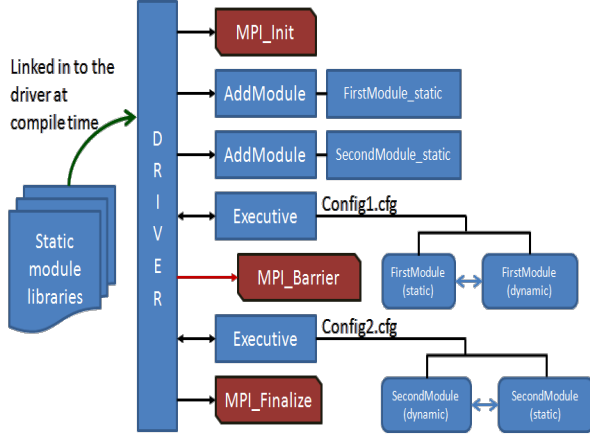 MPI_Init
Linked in to the
driver at
compile time
AddModule
FirstModule_static
AddModule
SecondModule_static
DRIVER
Static
module
libraries
Executive
Config1.cfg
FirstModule
(static)
FirstModule
(dynamic)
MPI_Barrier
Executive
Config2.cfg
SecondModule
(dynamic)
SecondModule
(static)
MPI_Finalize